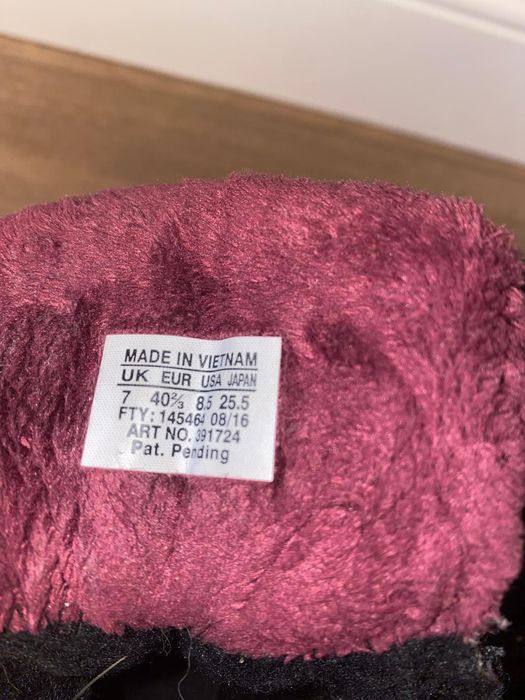 MADE IN VIETNAM
UK EUR USA JAPAN
7 40⅔ 8.5 25.5
FTY: 145464 08/16
ART NO. 391724
Pat. Pending